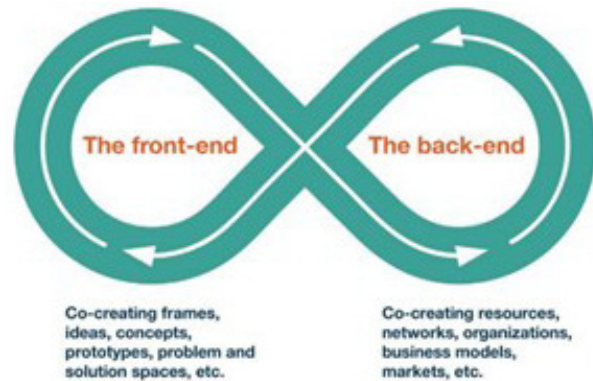 The front-end
The back-end
Co-creating frames,
ideas, concepts,
prototypes, problem and
solution spaces, etc.
Co-creating resources,
networks, organizations,
business models,
markets, etc.